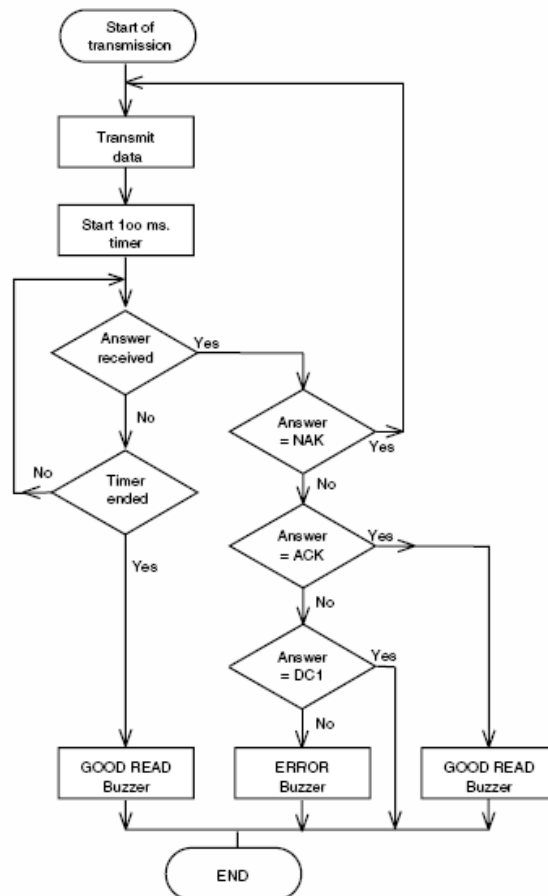 Start of
transmission
Transmit
data
Start 1oo ms.
timer
Answer
received
Yes
No
Answer
= NAK
Yes
No
Timer
ended
No
Yes
Answer
= ACK
Yes
No
Answer
= DC1
Yes
No
GOOD READ
Buzzer
ERROR
Buzzer
GOOD READ
Buzzer
END